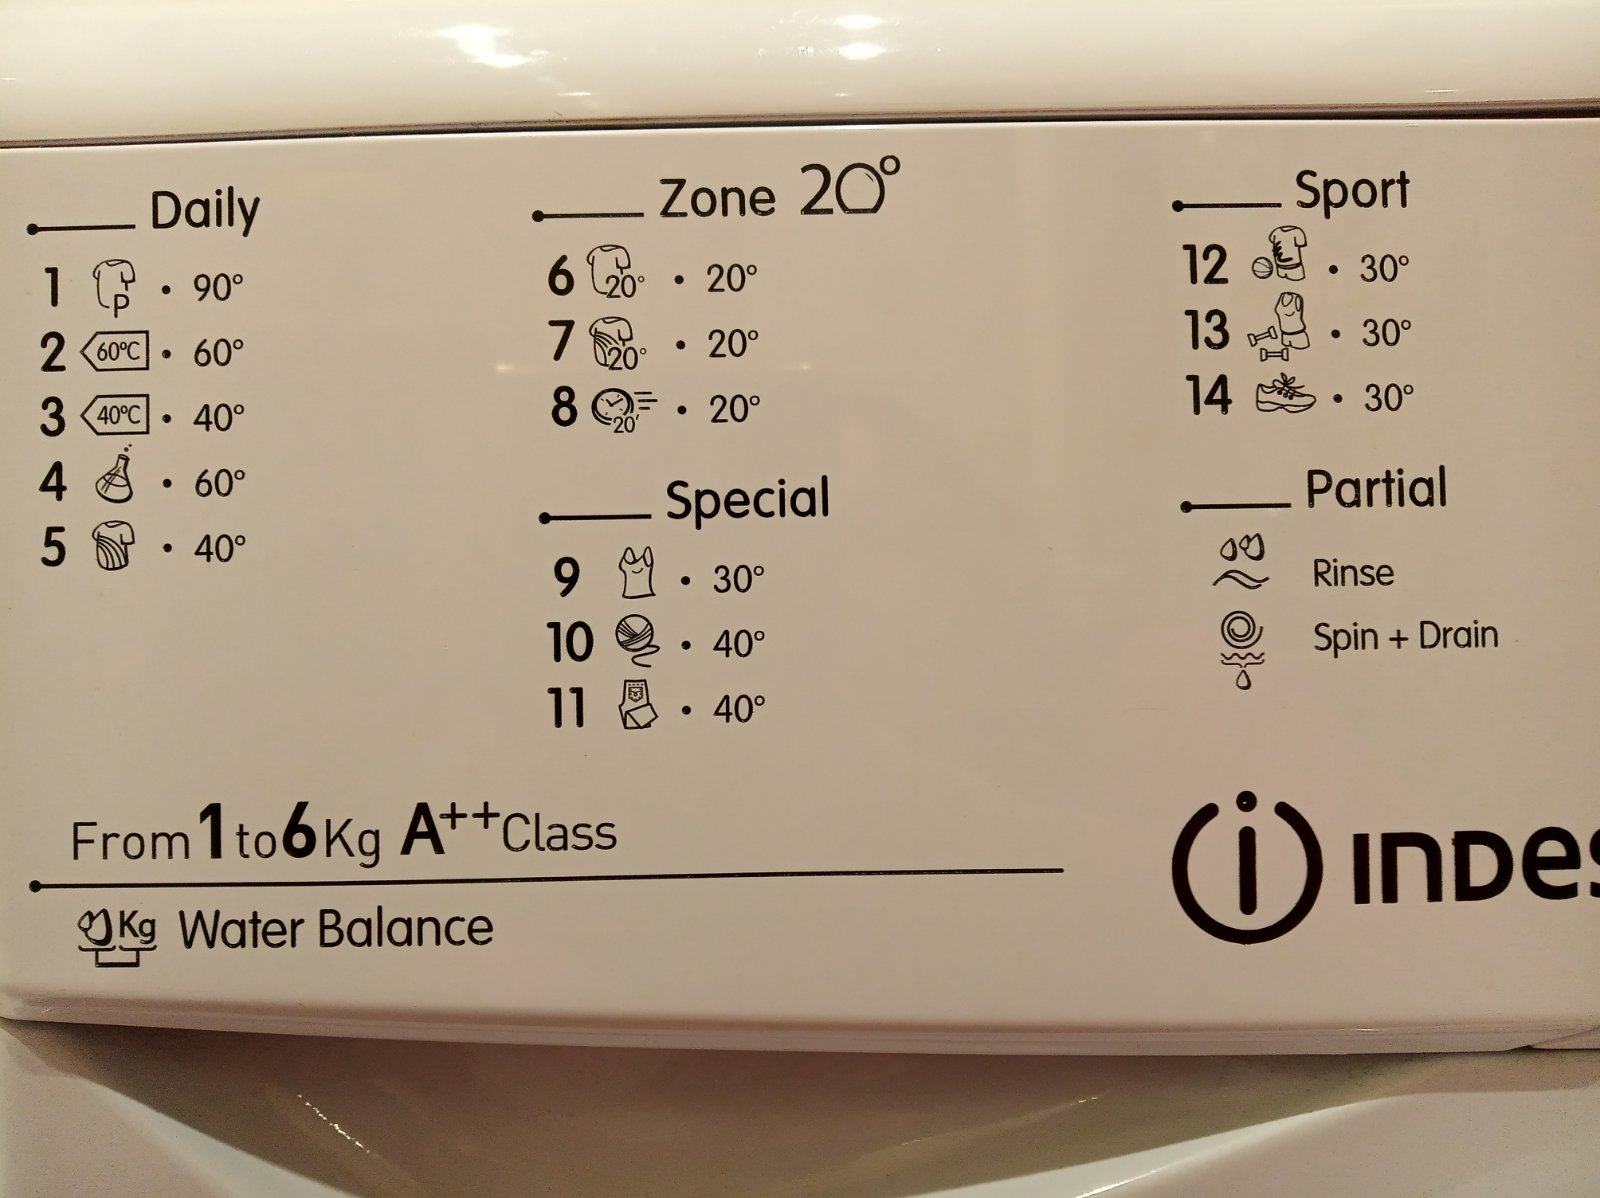 Daily
1 P • 90°
2 60°C • 60°
3 40°C • 40°
4 • 60°
5 • 40°
Zone 20°
6 20° • 20°
7 20° • 20°
8 20' • 20°
Special
9 • 30°
10 • 40°
11 • 40°
Sport
12 • 30°
13 • 30°
14 • 30°
Partial
Rinse
Spin + Drain
From 1 to 6 Kg A++ Class
Kg Water Balance
INDES